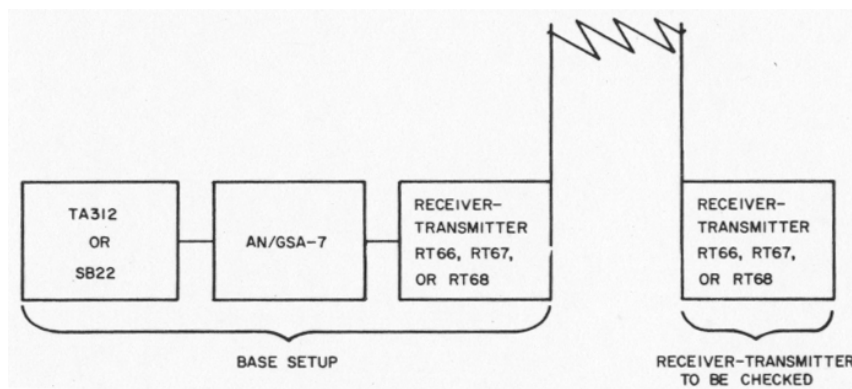 TA312
OR
SB22
AN/GSA-7
RECEIVER-
TRANSMITTER
RT66, RT67,
OR RT68
RECEIVER-
TRANSMITTER
RT66, RT67,
OR RT68
BASE SETUP
RECEIVER-TRANSMITTER
TO BE CHECKED